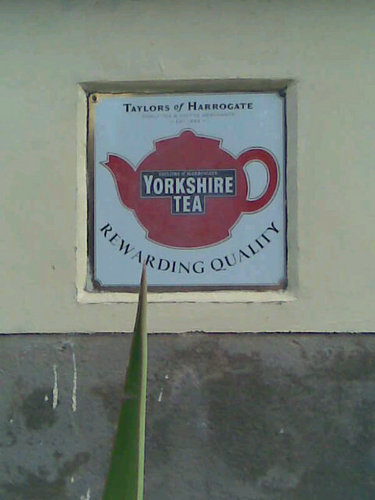 TAYLORS of HARROGATE
YORKSHIRE
TEA
REWARDING QUALITY